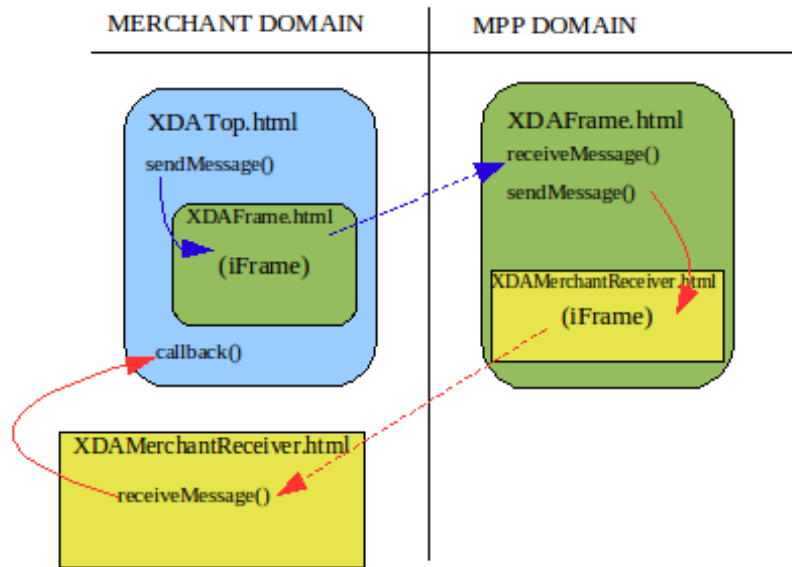 MERCHANT DOMAIN
MPP DOMAIN
XDATop.html
sendMessage()
XDAFrame.html
(iFrame)
callback()
XDAMerchantReceiver.html
receiveMessage()
XDAFrame.html
receiveMessage()
sendMessage()
XDAMerchantReceiver.html
(iFrame)